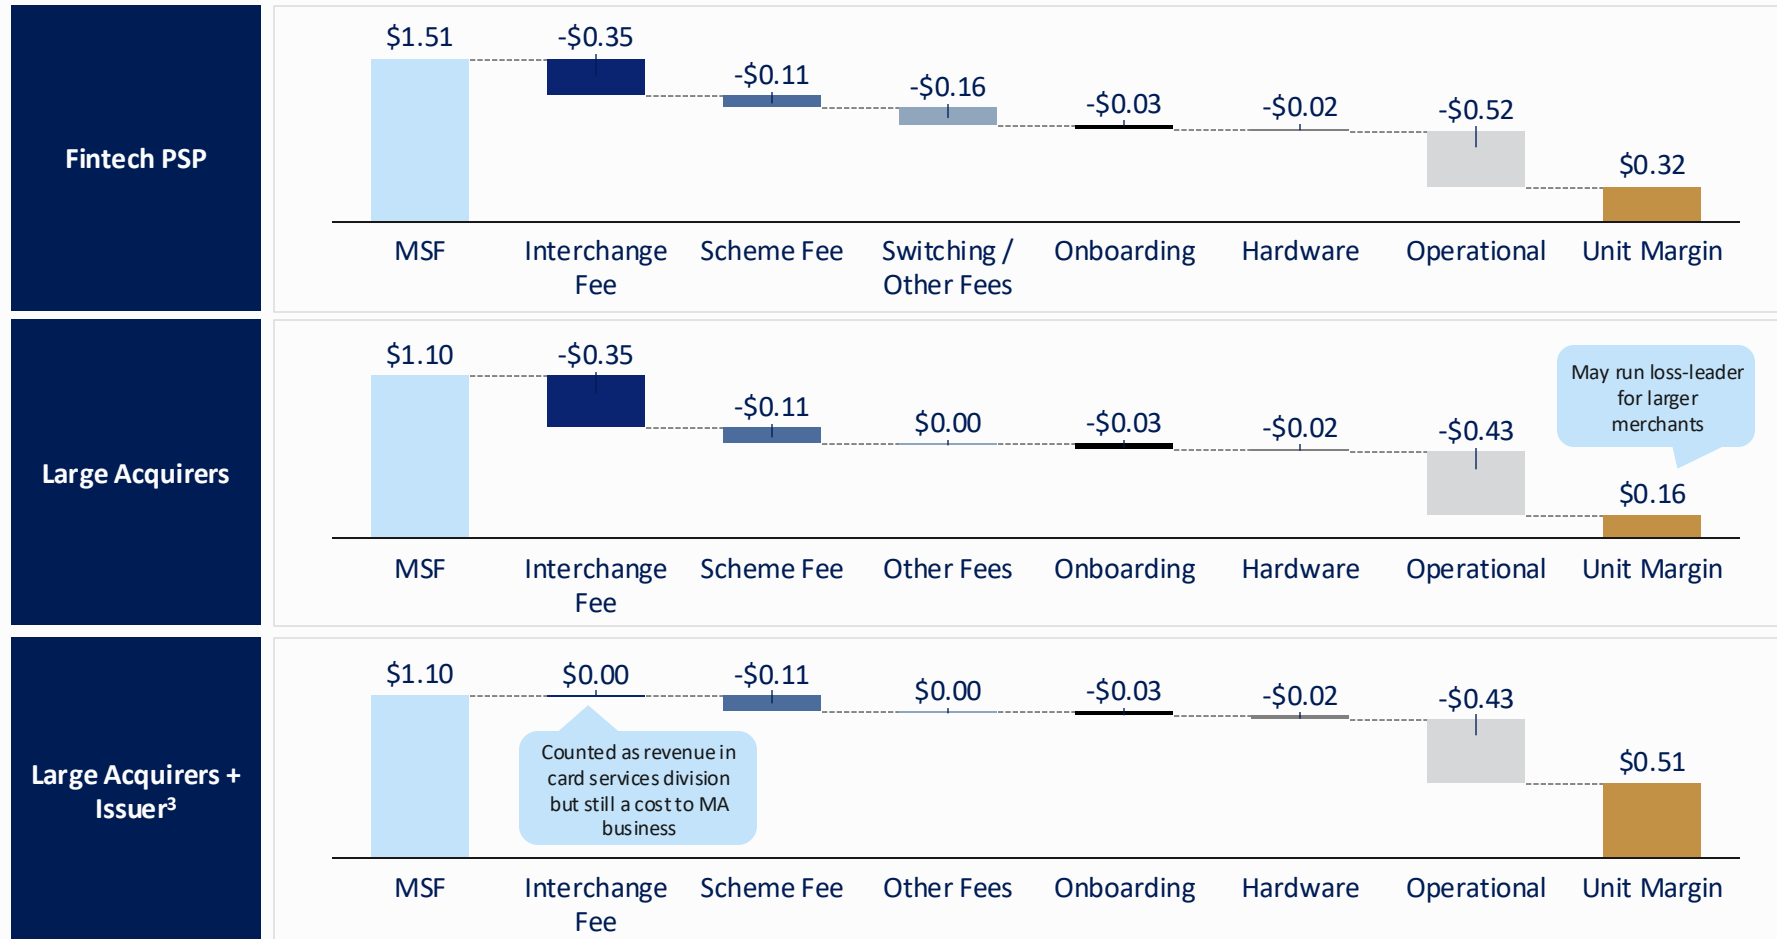 Fintech PSP
$1.51
-$0.35
-$0.11
-$0.16
-$0.03
-$0.02
-$0.52
$0.32
MSF
Interchange
Fee
Scheme Fee
Switching /
Other Fees
Onboarding
Hardware
Operational
Unit Margin
Large Acquirers
$1.10
-$0.35
-$0.11
$0.00
-$0.03
-$0.02
-$0.43
$0.16
May run loss-leader
for larger
merchants
MSF
Interchange
Fee
Scheme Fee
Other Fees
Onboarding
Hardware
Operational
Unit Margin
Large Acquirers +
Issuer³
$1.10
$0.00
-$0.11
$0.00
-$0.03
-$0.02
-$0.43
$0.51
Counted as revenue in
card services division
but still a cost to MA
business
MSF
Interchange
Fee
Scheme Fee
Other Fees
Onboarding
Hardware
Operational
Unit Margin